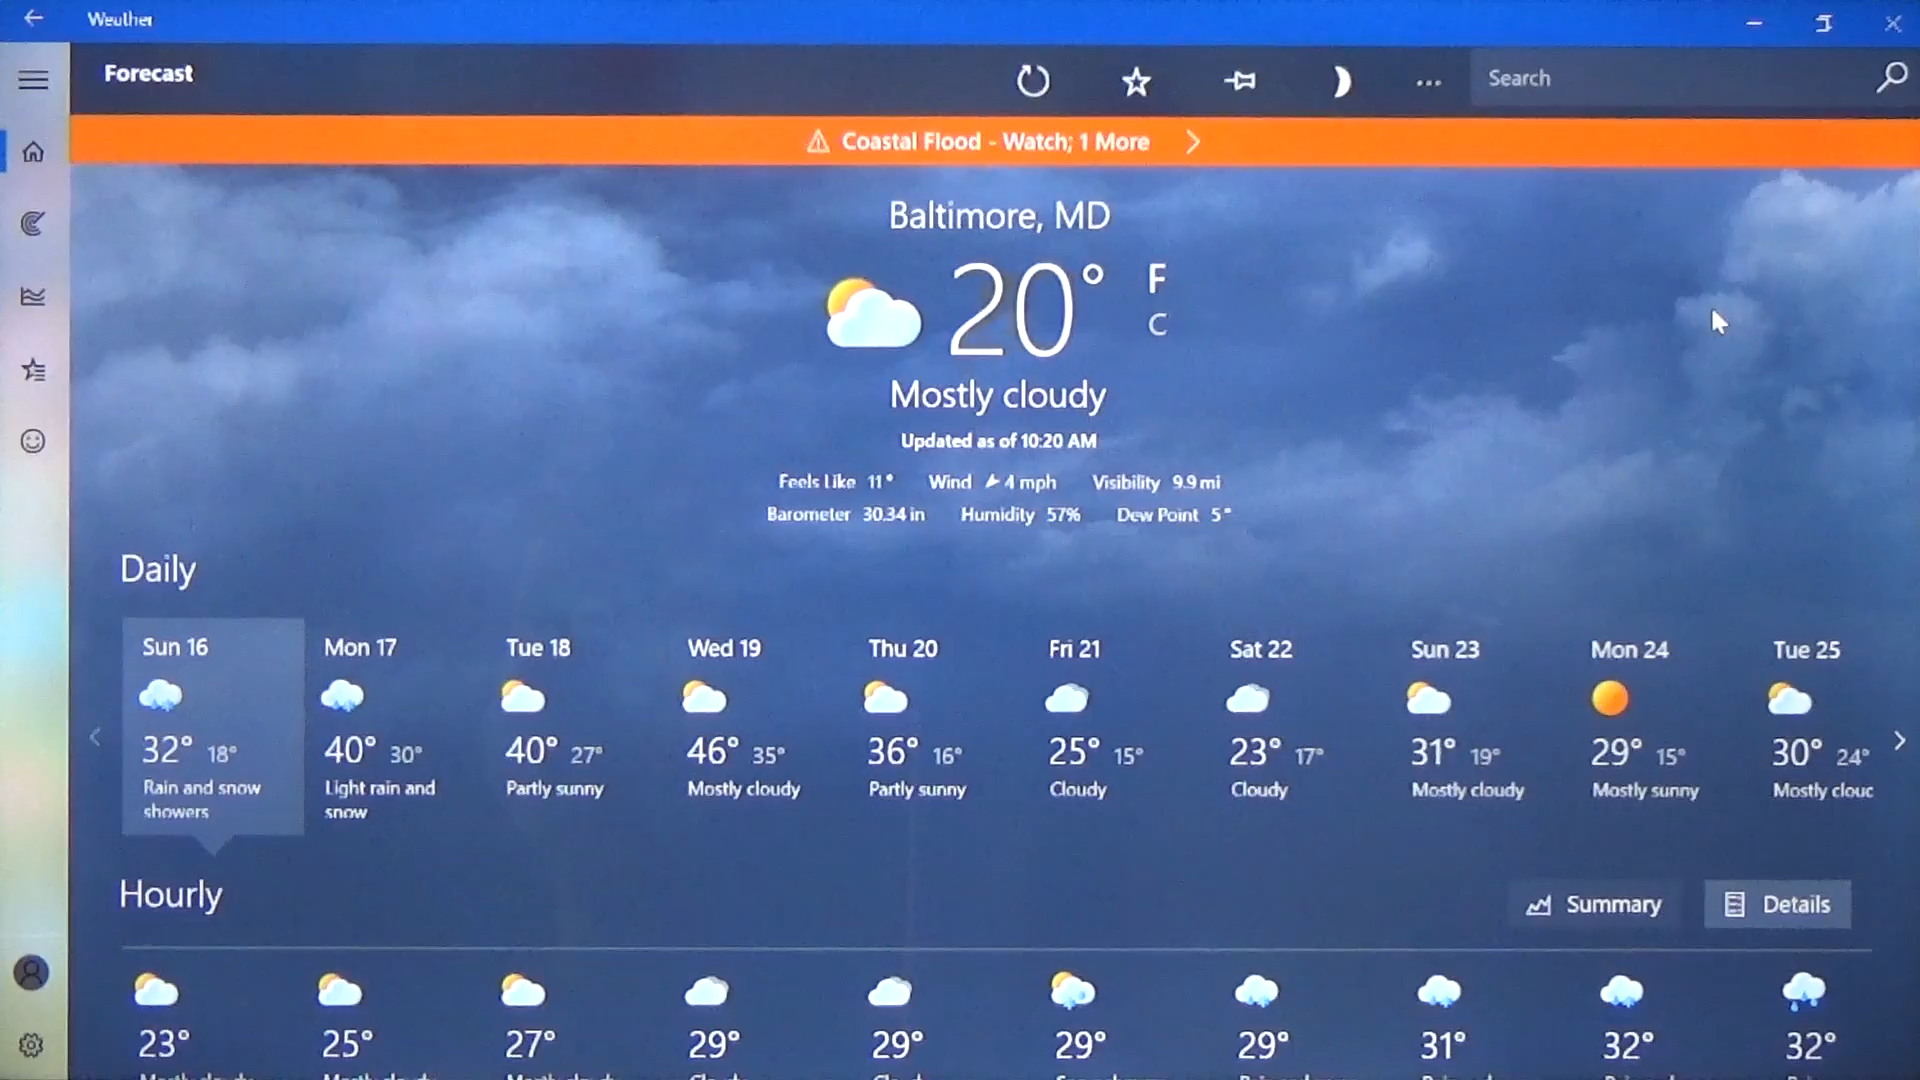 Weather
Forecast
Search
Coastal Flood - Watch; 1 More
Baltimore, MD
20° F
C
Mostly cloudy
Updated as of 10:20 AM
Feels Like 11° Wind 4 mph Visibility 9.9 mi
Barometer 30.34 in Humidity 57% Dew Point 5°
Daily
Sun 16 Mon 17 Tue 18 Wed 19 Thu 20 Fri 21 Sat 22 Sun 23 Mon 24 Tue 25
32° 18° 40° 30° 40° 27° 46° 35° 36° 16° 25° 15° 23° 17° 31° 19° 29° 15° 30° 24°
Rain and snow Light rain and Partly sunny Mostly cloudy Partly sunny Cloudy Cloudy Mostly cloudy Mostly sunny Mostly clouc
showers snow
Hourly
Summary Details
23° 25° 27° 29° 29° 29° 29° 31° 32° 32°